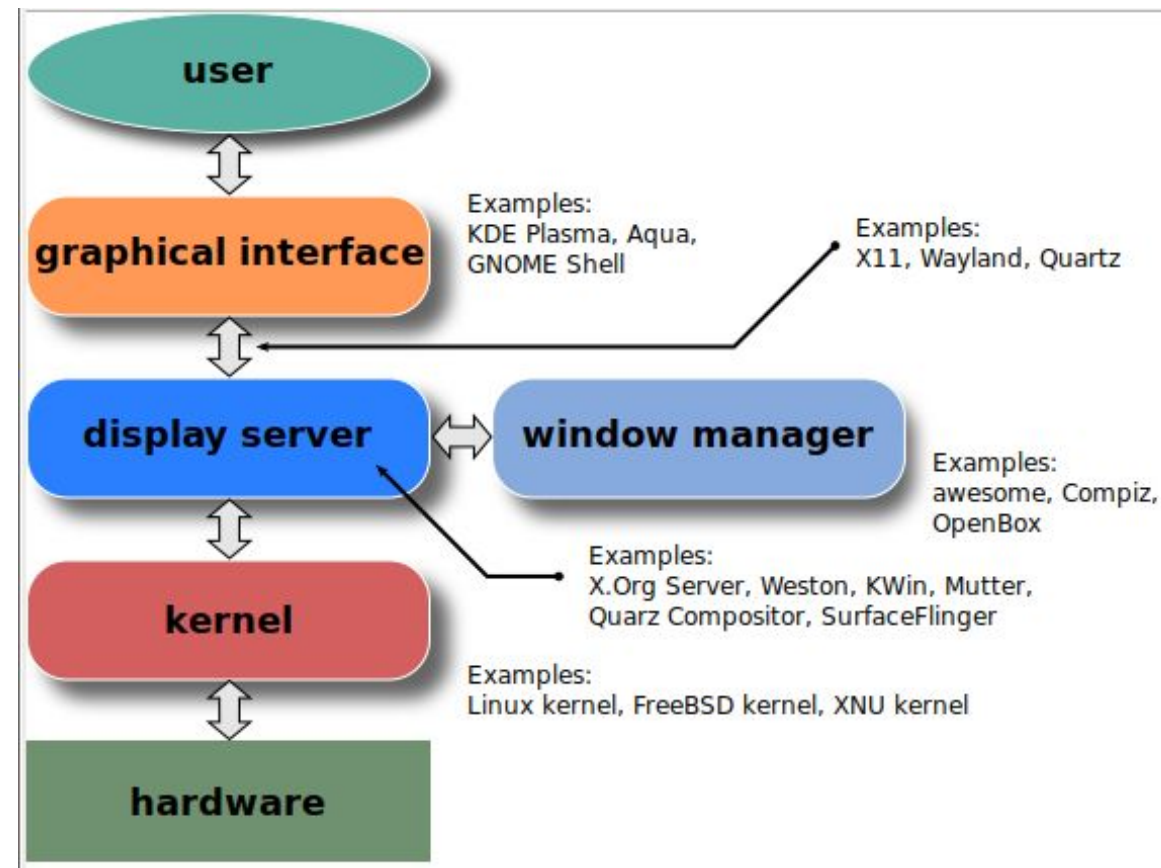 user
graphical interface
Examples:
KDE Plasma, Aqua,
GNOME Shell
Examples:
X11, Wayland, Quartz
display server
window manager
Examples:
awesome, Compiz,
OpenBox
Examples:
X.Org Server, Weston, KWin, Mutter,
Quarz Compositor, SurfaceFlinger
kernel
Examples:
Linux kernel, FreeBSD kernel, XNU kernel
hardware